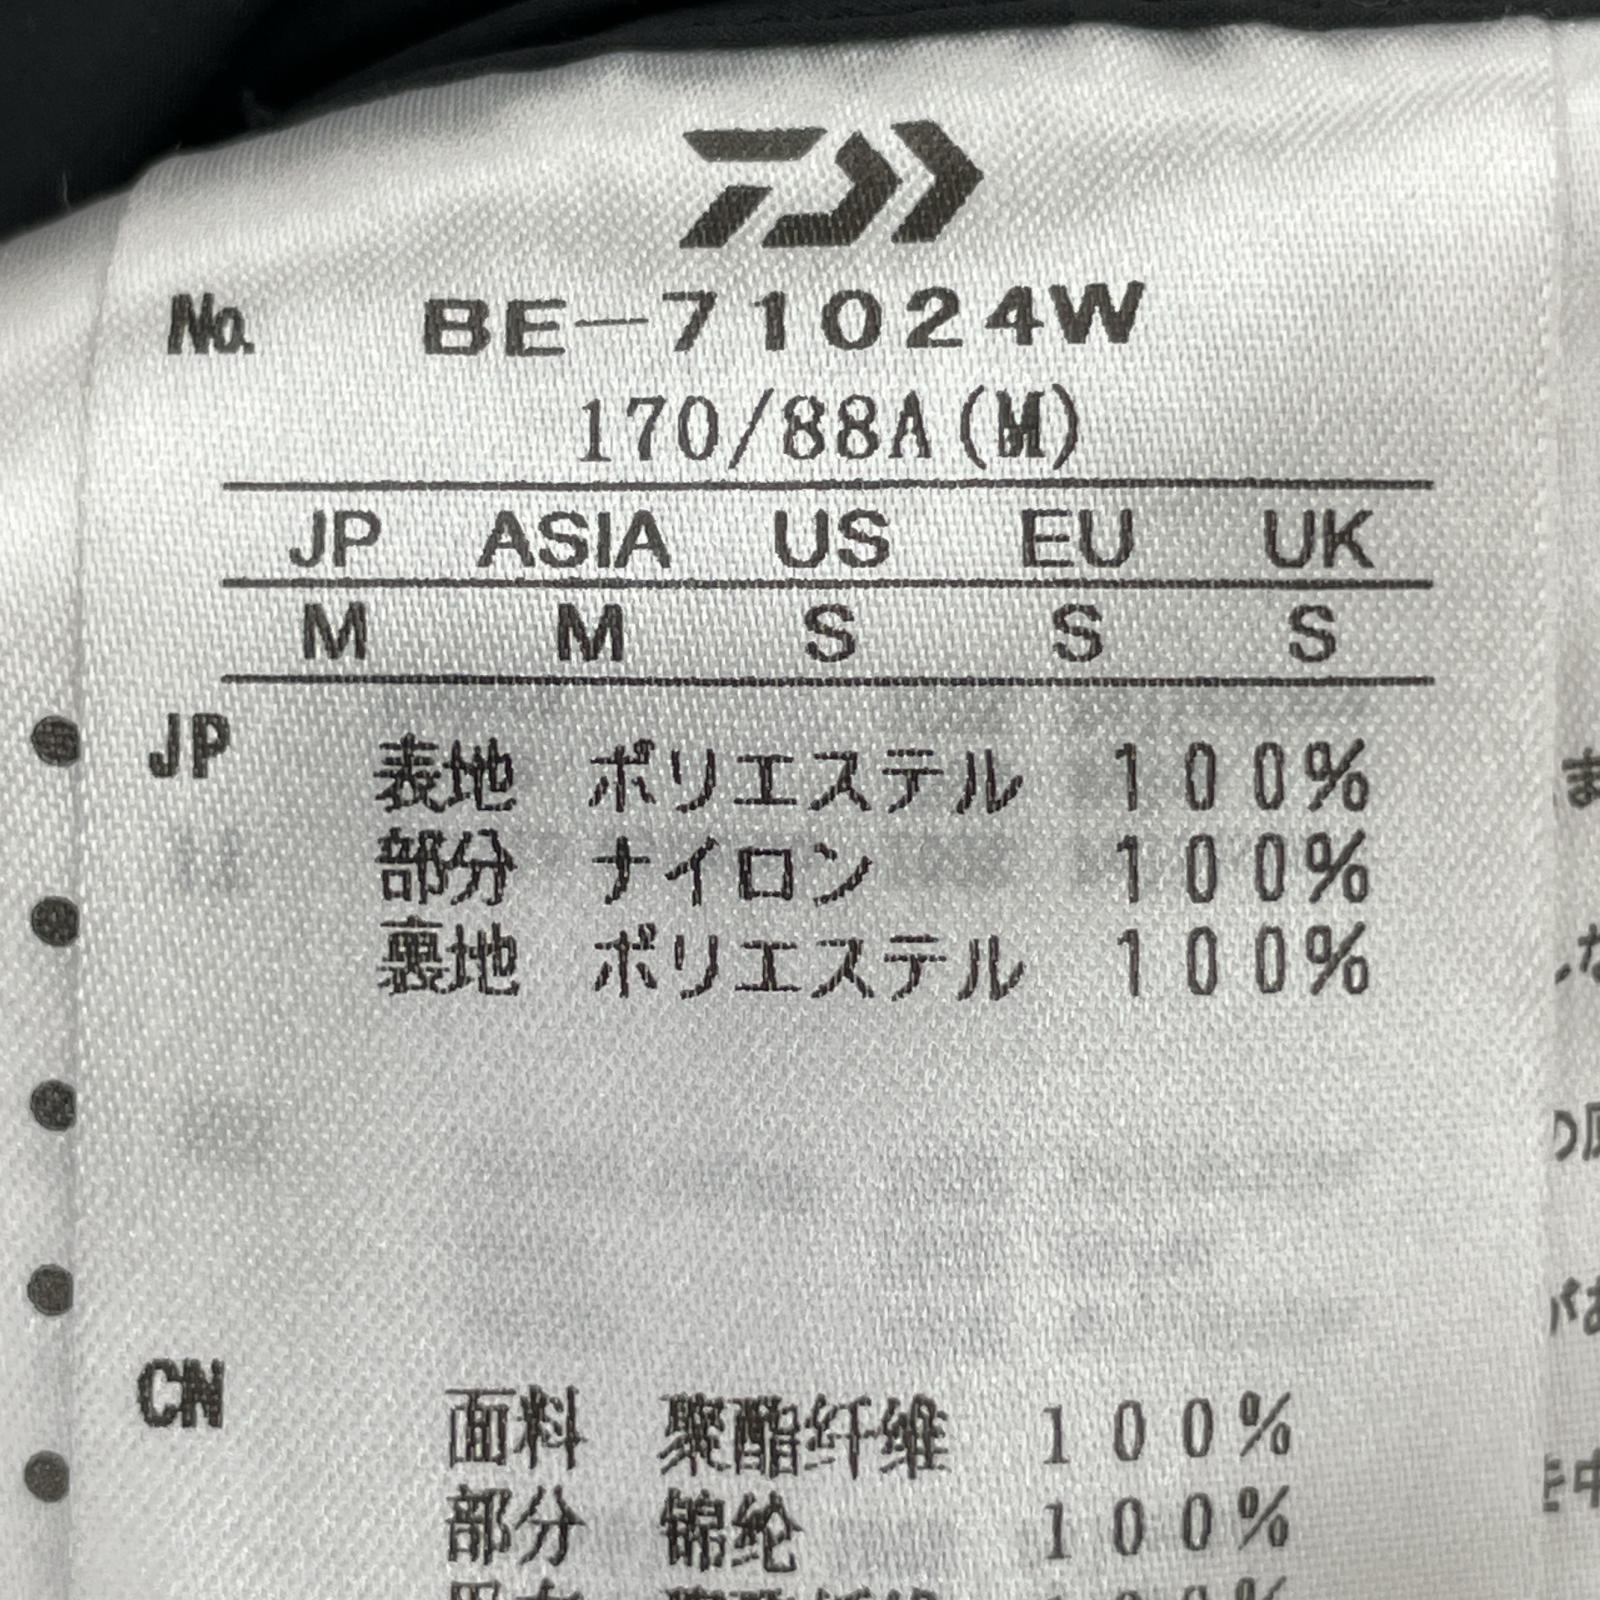 No. BE-71024W
170/88A(M)
JP ASIA US EU UK
M M S S S
JP 表地 ポリエステル 100%
部分 ナイロン 100%
裏地 ポリエステル 100%
CN 面料 聚酯纤维 100%
部分 锦纶 100%